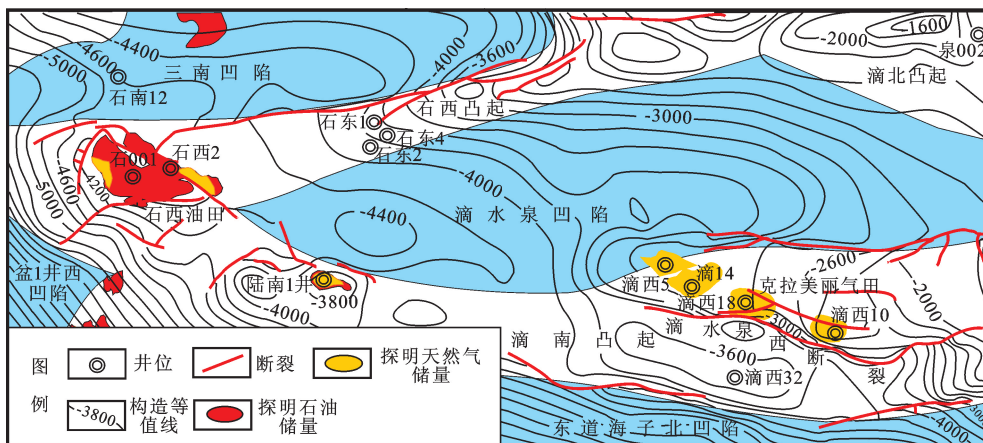 -1600
-2000
泉002
滴北凸起
-4400
-4600
-5000
三南凹陷
石南12
-4000
-3600
石西凸起
石东1
石东4
石东2
-3000
石001
石西2
-4600
4200
5000
石西油田
-4000
-4400
滴水泉凹陷
盆1井西
凹陷
陆南1井
-3800
-4000
滴西5
滴14
滴西18
克拉美丽气田
-2600
-2000
滴西10
-3000
滴水泉西断裂
滴南凸起
-3600
滴西32
东道海子北凹陷
-4000
图例
井位
断裂
探明天然气
储量
-3800
构造等
值线
探明石油
储量